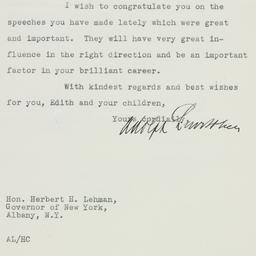 I wish to congratulate you on the
speeches you have made lately which were great
and important. They will have very great in-
fluence in the right direction and be an important
factor in your brilliant career.
With kindest regards and best wishes
for you, Edith and your children,
Yours cordially,
Adolph
Hon. Herbert H. Lehman,
Governor of New York,
Albany, N.Y.
AL/HC